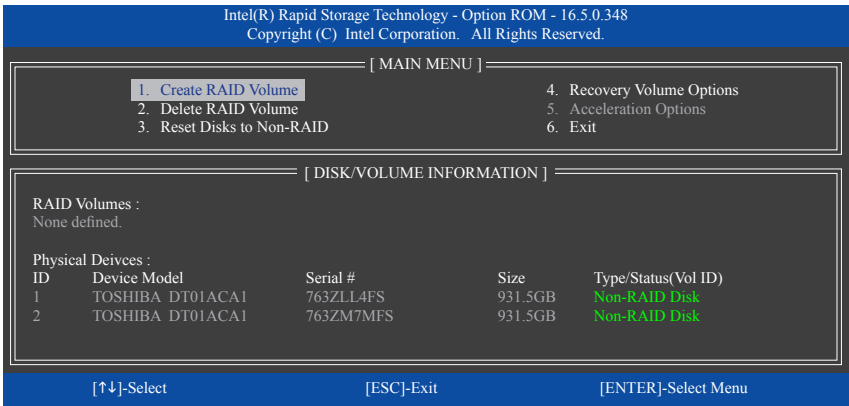 Intel(R) Rapid Storage Technology - Option ROM - 16.5.0.348
Copyright (C) Intel Corporation. All Rights Reserved.
[ MAIN MENU ]
1. Create RAID Volume
2. Delete RAID Volume
3. Reset Disks to Non-RAID
4. Recovery Volume Options
5. Acceleration Options
6. Exit
[ DISK/VOLUME INFORMATION ]
RAID Volumes :
None defined.
Physical Deivces :
ID Device Model Serial # Size Type/Status(Vol ID)
1 TOSHIBA DT01ACA1 763ZLL4FS 931.5GB Non-RAID Disk
2 TOSHIBA DT01ACA1 763ZM7MFS 931.5GB Non-RAID Disk
[↑↓]-Select [ESC]-Exit [ENTER]-Select Menu